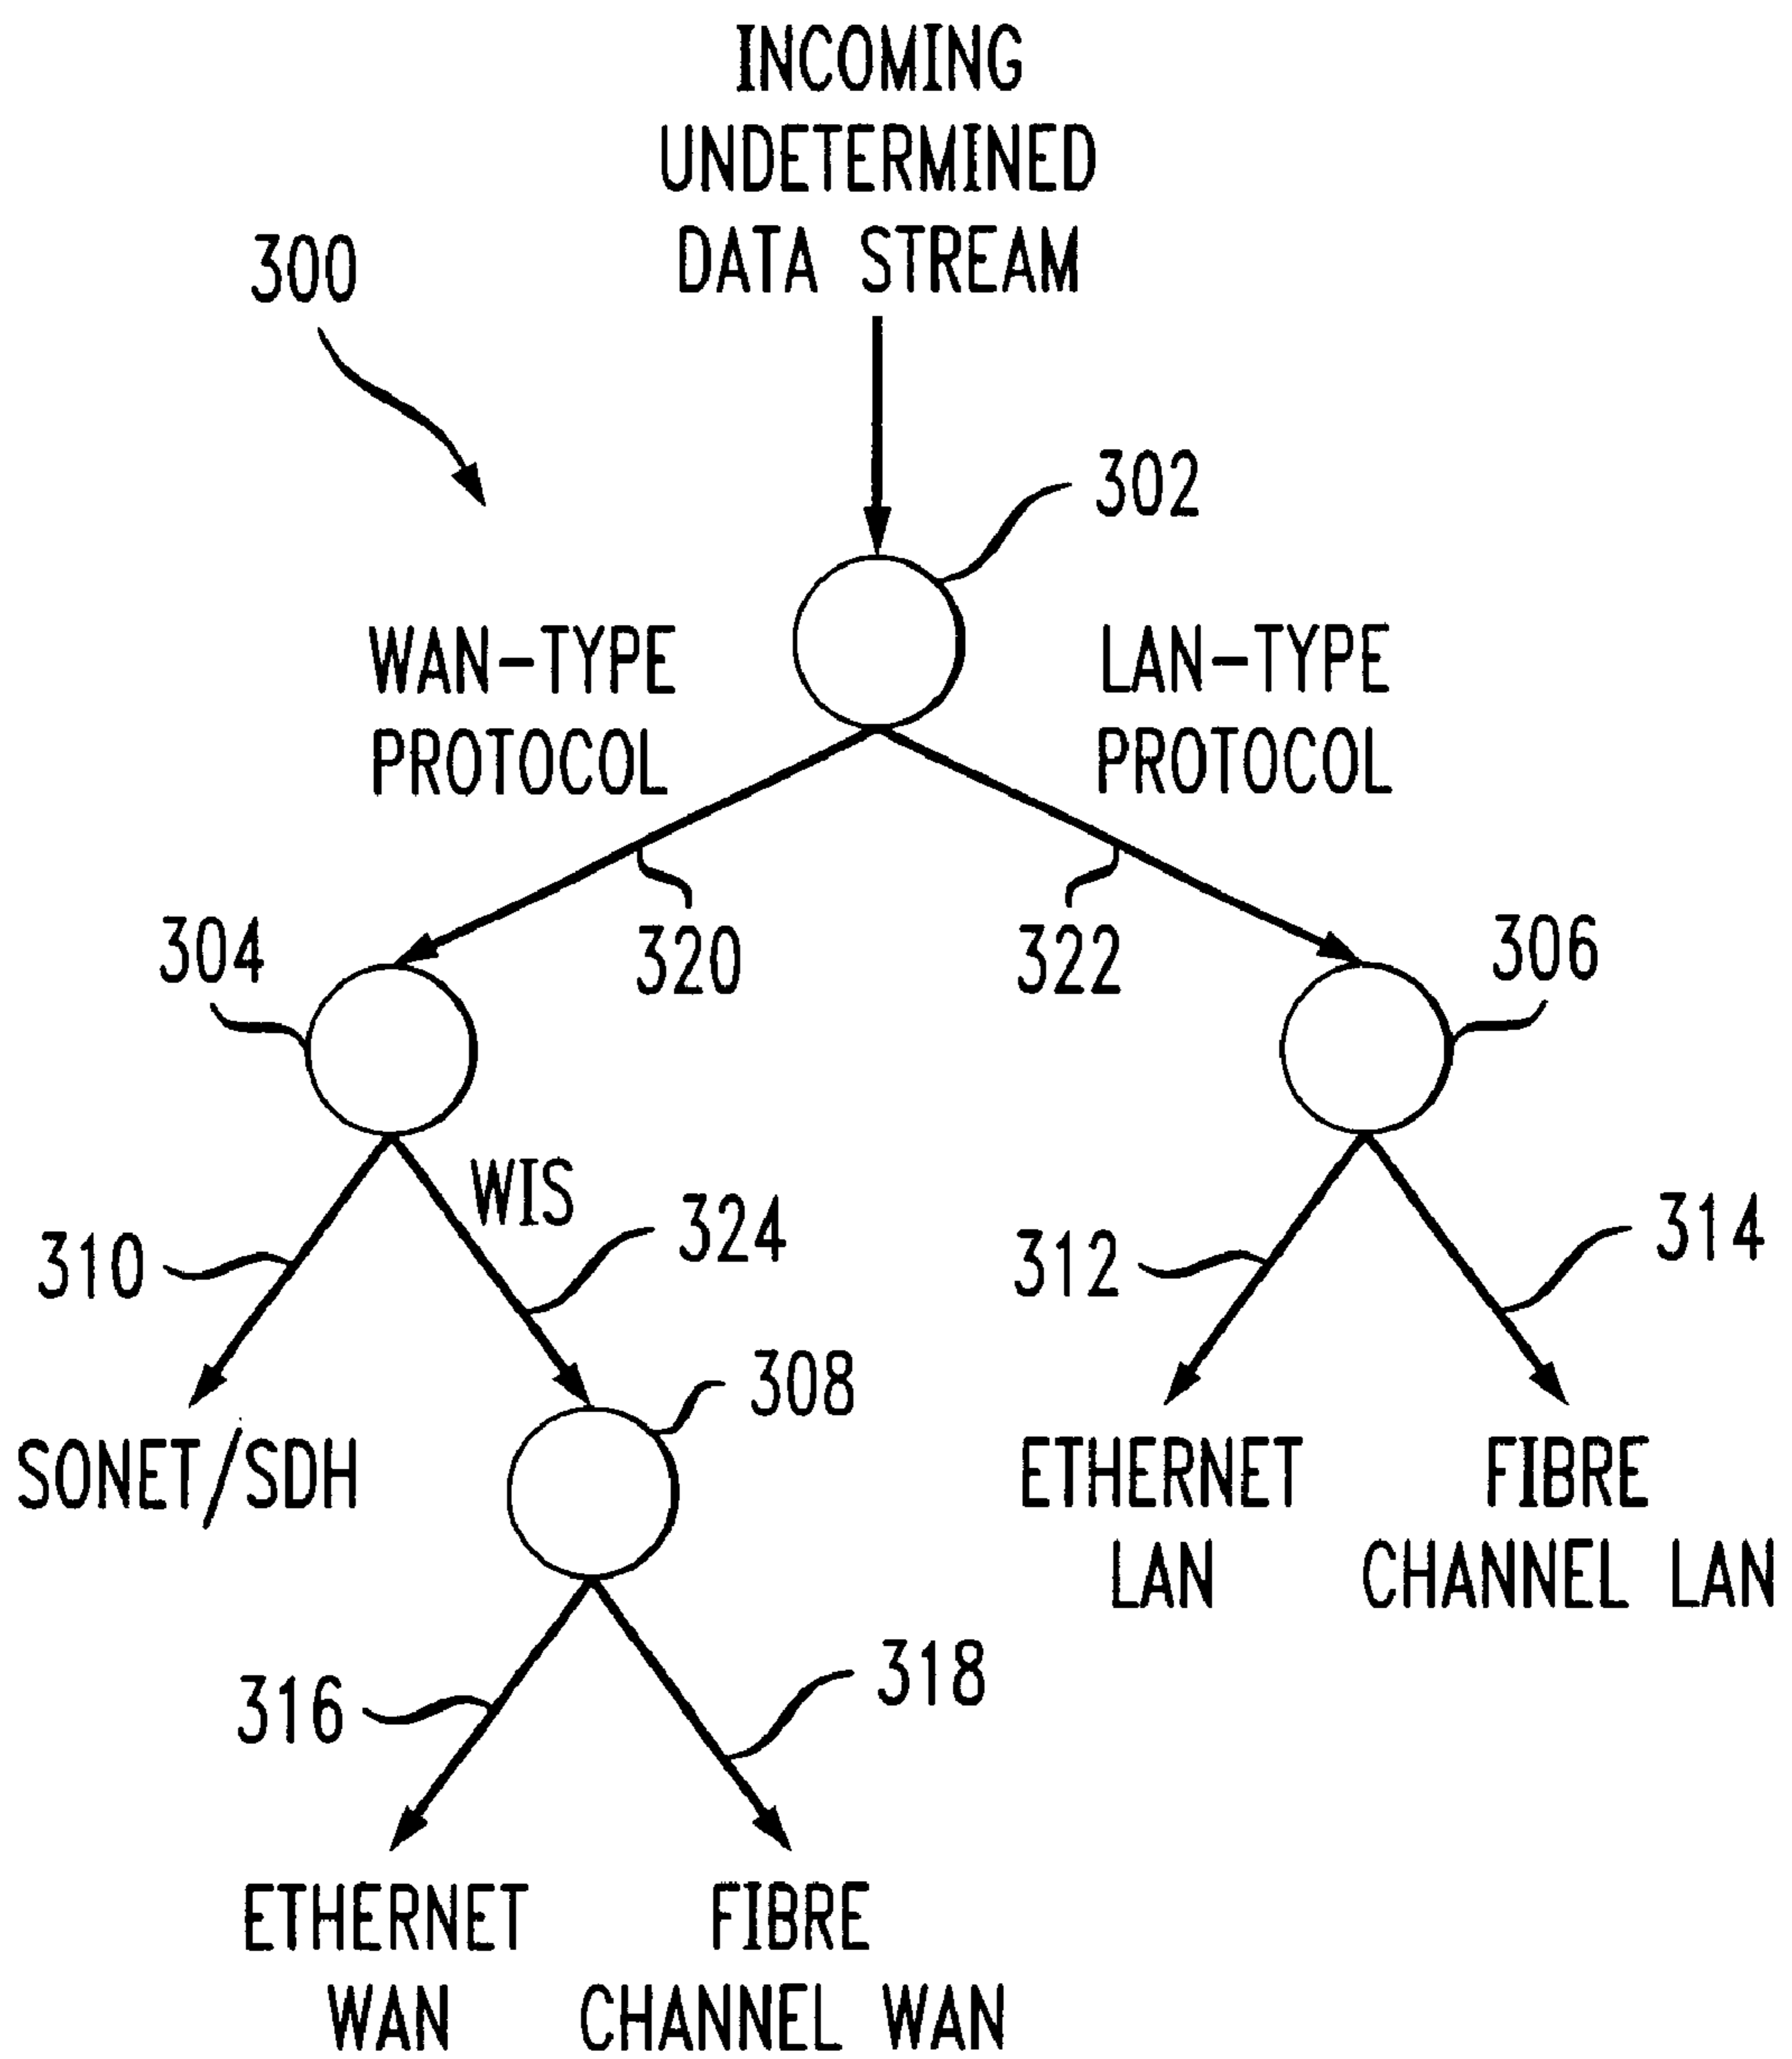 INCOMING
UNDETERMINED
DATA STREAM
300
302
WAN-TYPE
PROTOCOL
LAN-TYPE
PROTOCOL
304
320
322
306
WIS
310
324
312
314
308
SONET/SDH
ETHERNET
LAN
FIBRE
CHANNEL LAN
316
318
ETHERNET
WAN
FIBRE
CHANNEL WAN